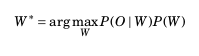 W* = arg max P(O | W)P(W)
W